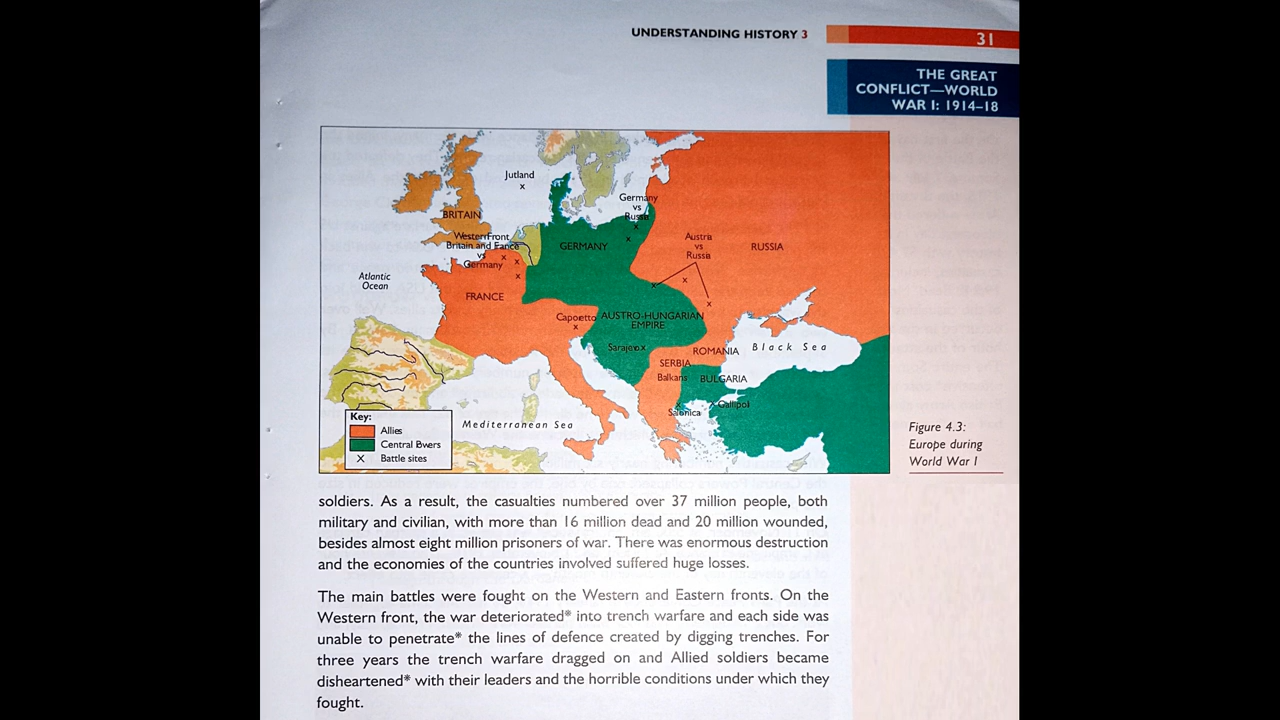 UNDERSTANDING HISTORY 3
31
THE GREAT
CONFLICT—WORLD
WAR I: 1914–18
Jutland
Germany
vs
Russia
BRITAIN
Western Front
Britain and Fance
vs
Germany
GERMANY
Austria
vs
Russia
RUSSIA
Atlantic
Ocean
FRANCE
Capoetto
AUSTRO-HUNGARIAN
EMPIRE
Sarajevo
ROMANIA
Black Sea
SERBIA
Balkans
BULGARIA
Salonica
Gallipoli
Mediterranean Sea
Key:
Allies
Central Powers
Battle sites
Figure 4.3:
Europe during
World War I
soldiers. As a result, the casualties numbered over 37 million people, both
military and civilian, with more than 16 million dead and 20 million wounded,
besides almost eight million prisoners of war. There was enormous destruction
and the economies of the countries involved suffered huge losses.
The main battles were fought on the Western and Eastern fronts. On the
Western front, the war deteriorated* into trench warfare and each side was
unable to penetrate* the lines of defence created by digging trenches. For
three years the trench warfare dragged on and Allied soldiers became
disheartened* with their leaders and the horrible conditions under which they
fought.